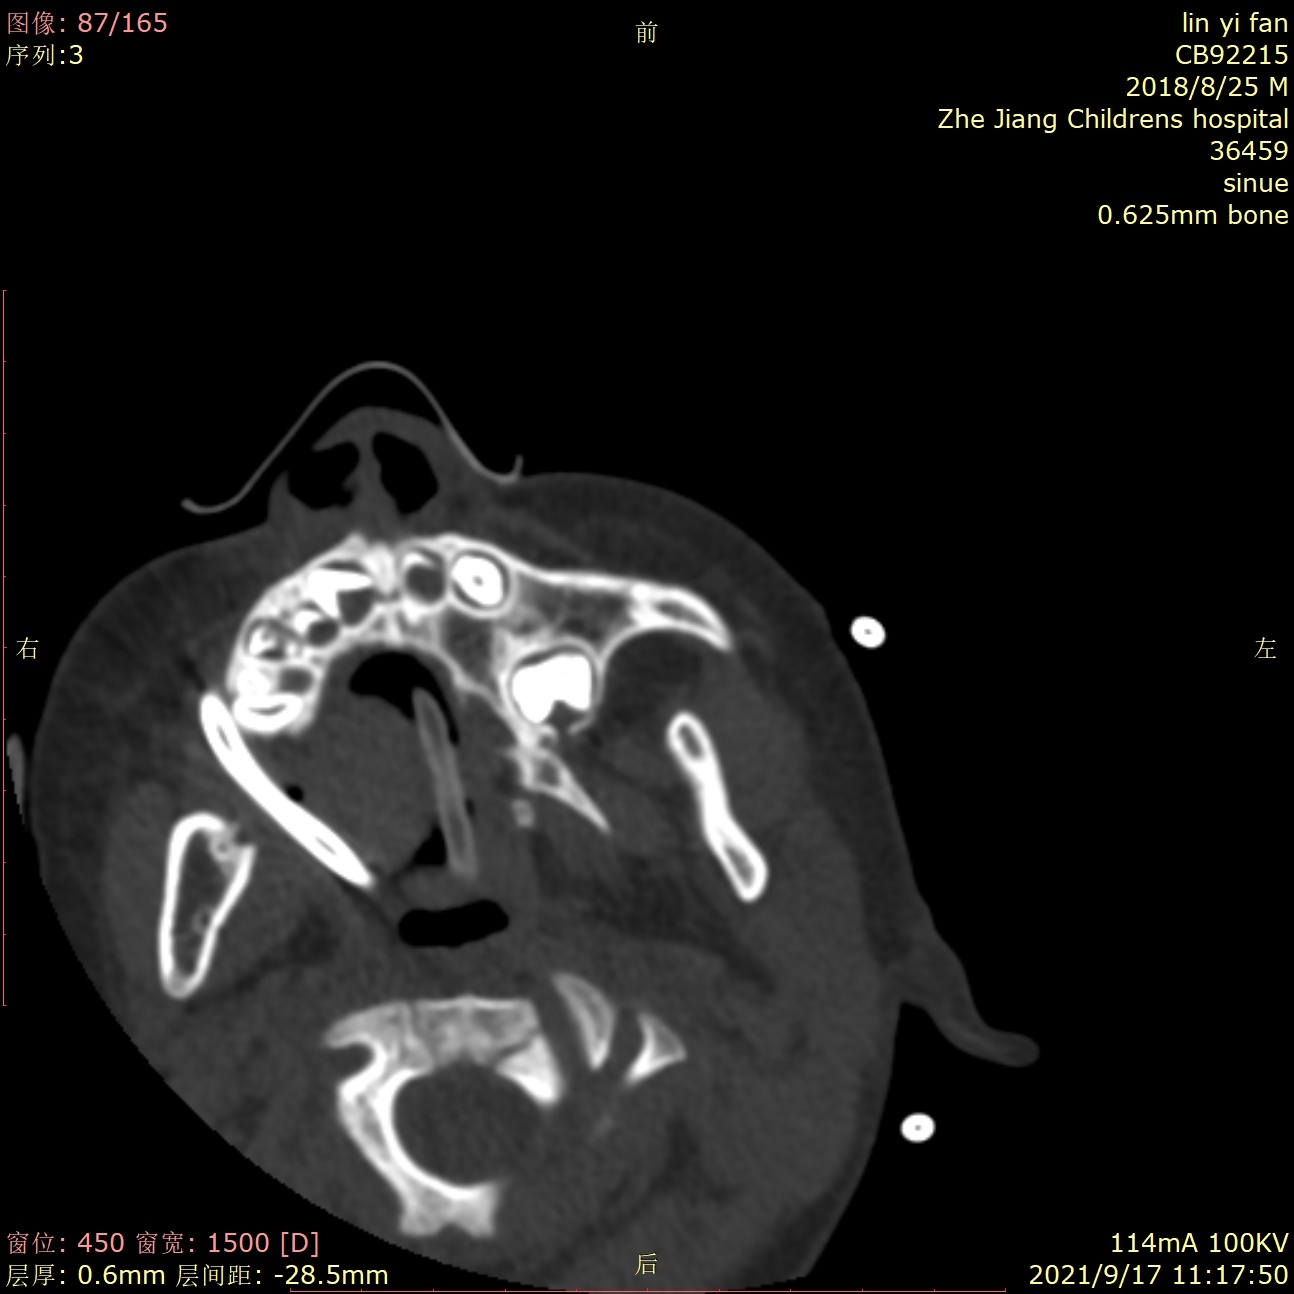 图像: 87/165
序列:3
前
lin yi fan
CB92215
2018/8/25 M
Zhe Jiang Childrens hospital
36459
sinue
0.625mm bone
右
左
窗位: 450 窗宽: 1500 [D]
层厚: 0.6mm 层间距: -28.5mm
后
114mA 100KV
2021/9/17 11:17:50